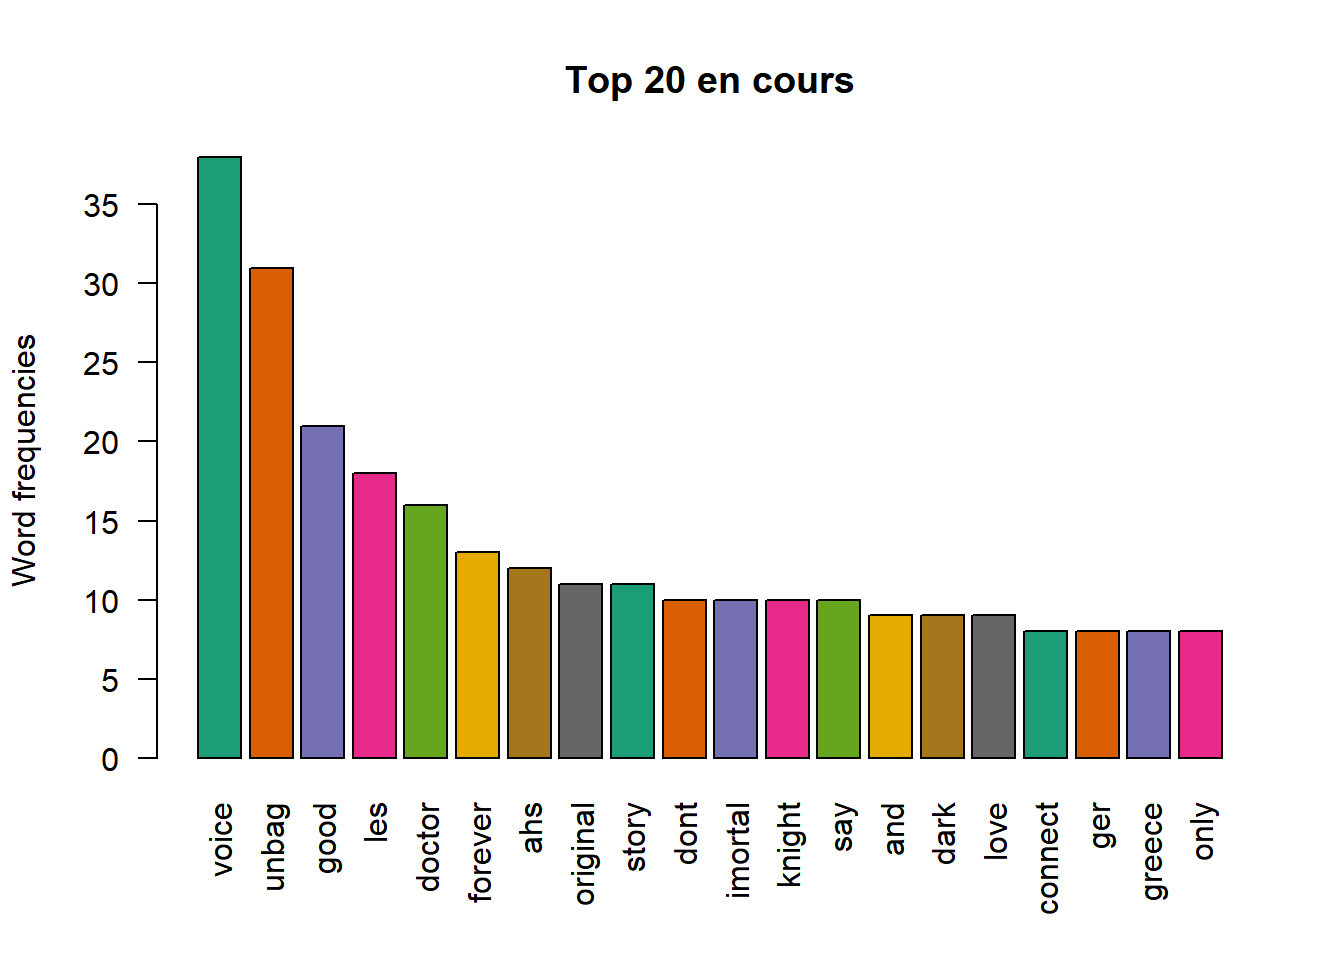 Top 20 en cours
Word frequencies
35
30
25
20
15
10
5
0
voice
unbag
good
les
doctor
forever
ahs
original
story
dont
imortal
knight
say
and
dark
love
connect
ger
greece
only